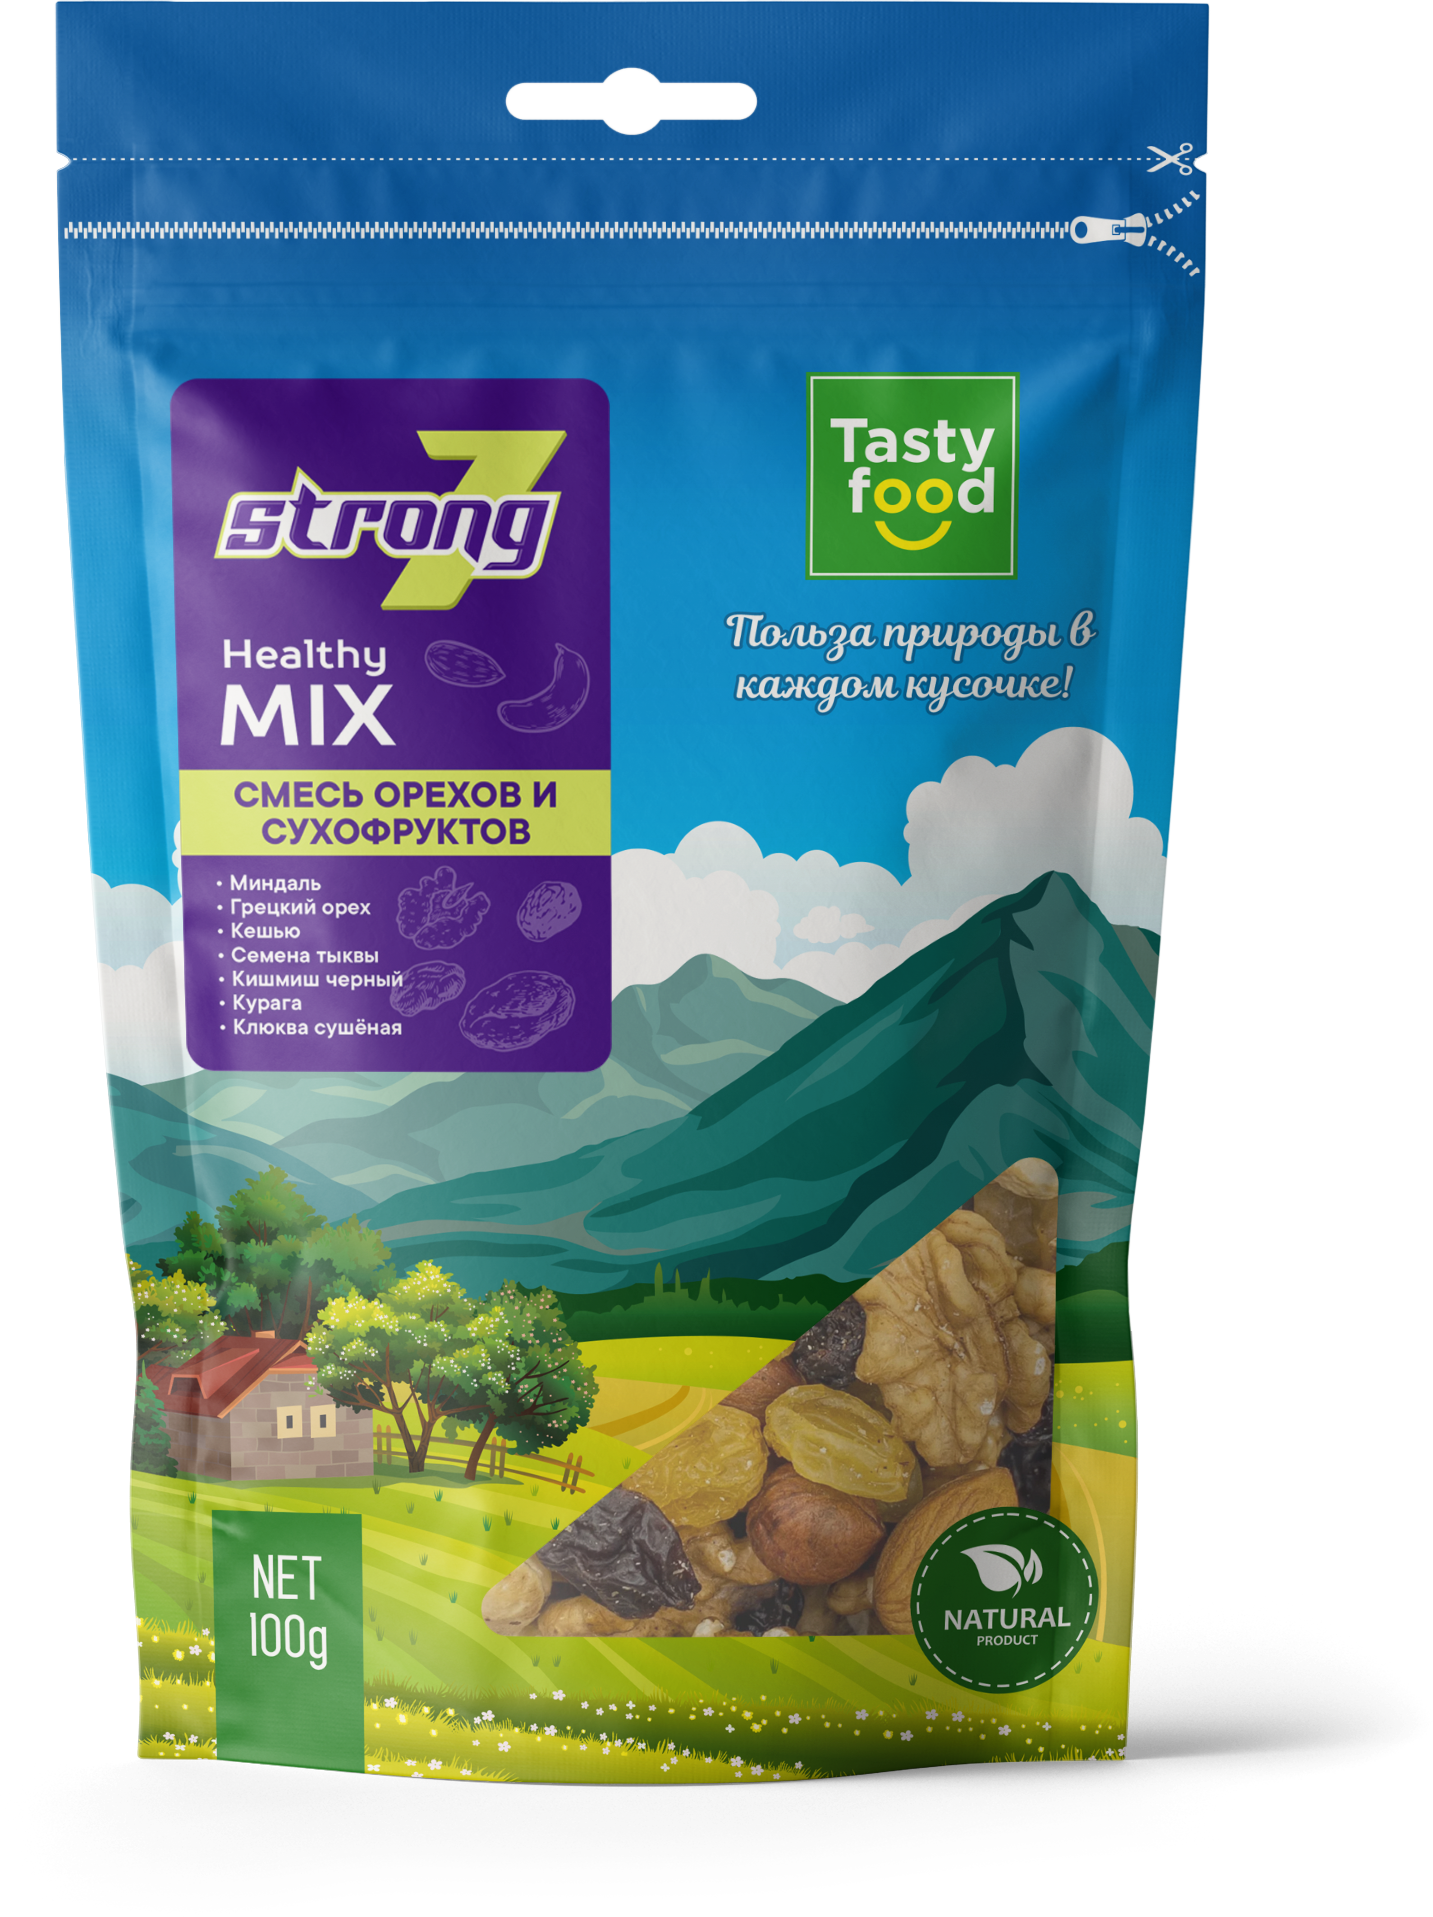 strong 7
Healthy
MIX
СМЕСЬ ОРЕХОВ И
СУХОФРУКТОВ
• Миндаль
• Грецкий орех
• Кешью
• Семена тыквы
• Кишмиш черный
• Курага
• Клюква сушёная
Tasty
food
Польза природы в
каждом кусочке!
NET
100g
NATURAL
PRODUCT